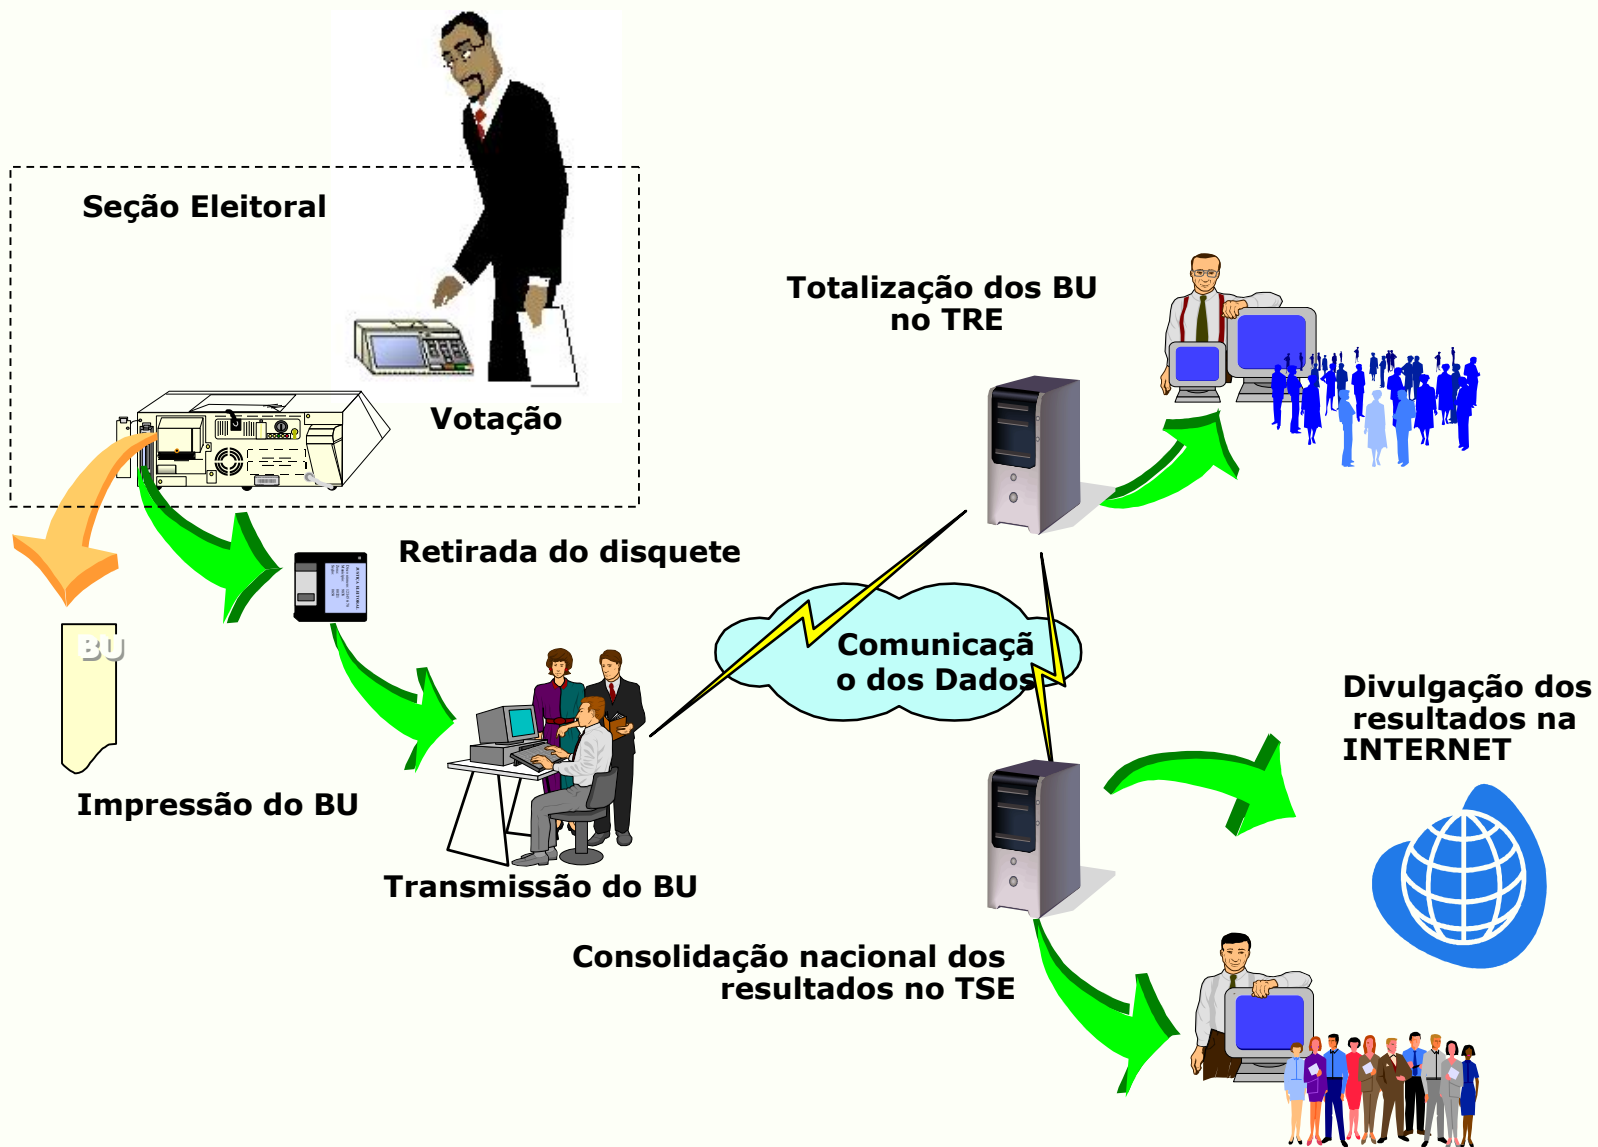 Seção Eleitoral
Votação
Totalização dos BU
no TRE
Retirada do disquete
BU
Comunicaçã
o dos Dados
Divulgação dos
resultados na
INTERNET
Impressão do BU
Transmissão do BU
Consolidação nacional dos
resultados no TSE